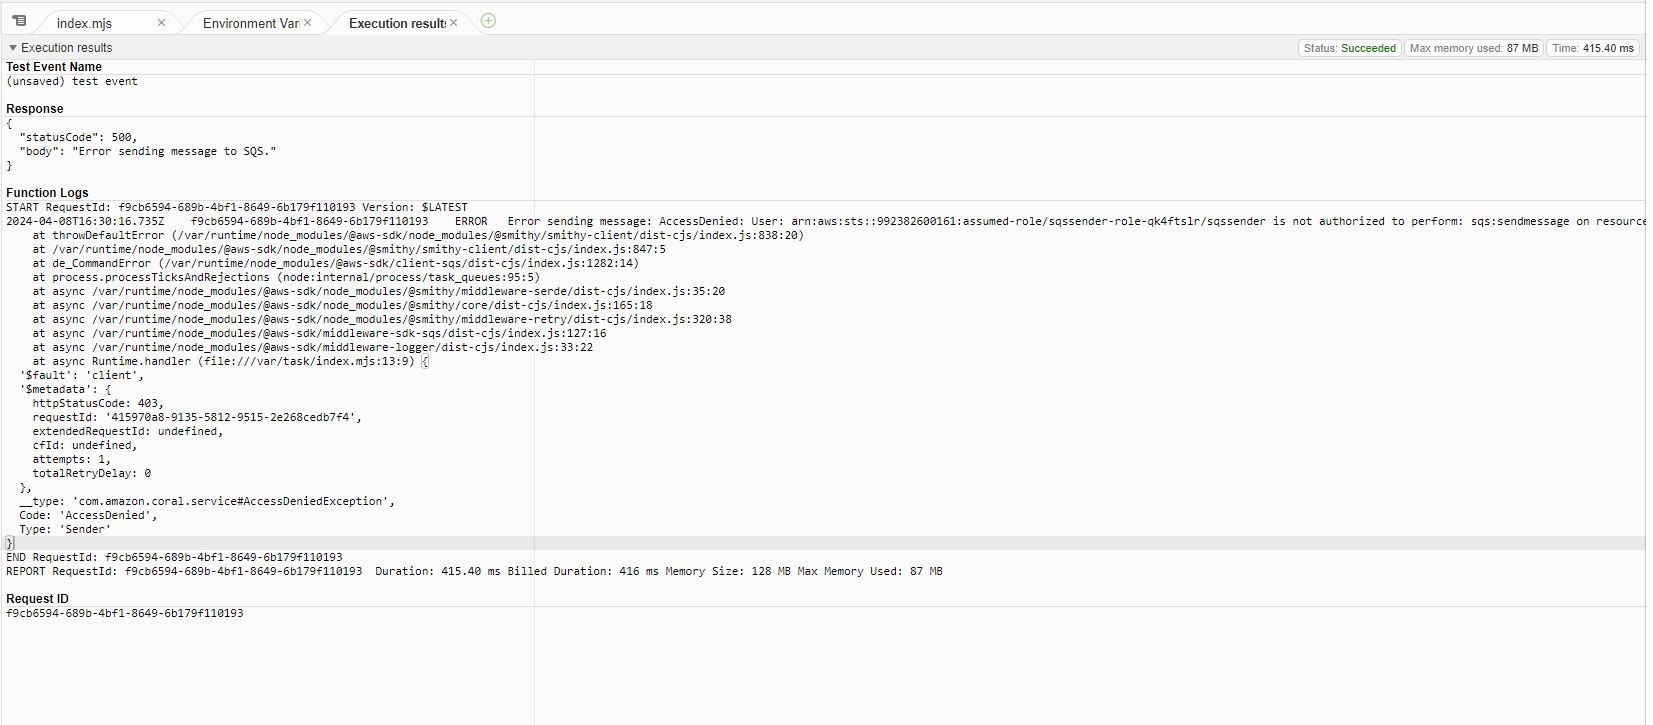 index.mjs × Environment Vari × Execution results ×
Execution results Status: Succeeded Max memory used: 87 MB Time: 415.40 ms
Test Event Name
(unsaved) test event
Response
{
  "statusCode": 500,
  "body": "Error sending message to SQS."
}
Function Logs
START RequestId: f9cb6594-689b-4bf1-8649-6b179f110193 Version: $LATEST
2024-04-08T16:30:16.735Z    f9cb6594-689b-4bf1-8649-6b179f110193    ERROR   Error sending message: AccessDenied: User: arn:aws:sts::992382600161:assumed-role/sqssender-role-qk4ftslr/sqssender is not authorized to perform: sqs:sendmessage on resource
    at throwDefaultError (/var/runtime/node_modules/@aws-sdk/node_modules/@smithy/smithy-client/dist-cjs/index.js:838:20)
    at /var/runtime/node_modules/@aws-sdk/node_modules/@smithy/smithy-client/dist-cjs/index.js:847:5
    at de_CommandError (/var/runtime/node_modules/@aws-sdk/client-sqs/dist-cjs/index.js:1282:14)
    at process.processTicksAndRejections (node:internal/process/task_queues:95:5)
    at async /var/runtime/node_modules/@aws-sdk/node_modules/@smithy/middleware-serde/dist-cjs/index.js:35:20
    at async /var/runtime/node_modules/@aws-sdk/node_modules/@smithy/core/dist-cjs/index.js:165:18
    at async /var/runtime/node_modules/@aws-sdk/node_modules/@smithy/middleware-retry/dist-cjs/index.js:320:38
    at async /var/runtime/node_modules/@aws-sdk/middleware-sdk-sqs/dist-cjs/index.js:127:16
    at async /var/runtime/node_modules/@aws-sdk/middleware-logger/dist-cjs/index.js:33:22
    at async Runtime.handler (file:///var/task/index.mjs:13:9) {
  '$fault': 'client',
  '$metadata': {
    httpStatusCode: 403,
    requestId: '415970a8-9135-5812-9515-2e268cedb7f4',
    extendedRequestId: undefined,
    cfId: undefined,
    attempts: 1,
    totalRetryDelay: 0
  },
  __type: 'com.amazon.coral.service#AccessDeniedException',
  Code: 'AccessDenied',
  Type: 'Sender'
}
END RequestId: f9cb6594-689b-4bf1-8649-6b179f110193
REPORT RequestId: f9cb6594-689b-4bf1-8649-6b179f110193  Duration: 415.40 ms Billed Duration: 416 ms Memory Size: 128 MB Max Memory Used: 87 MB
Request ID
f9cb6594-689b-4bf1-8649-6b179f110193